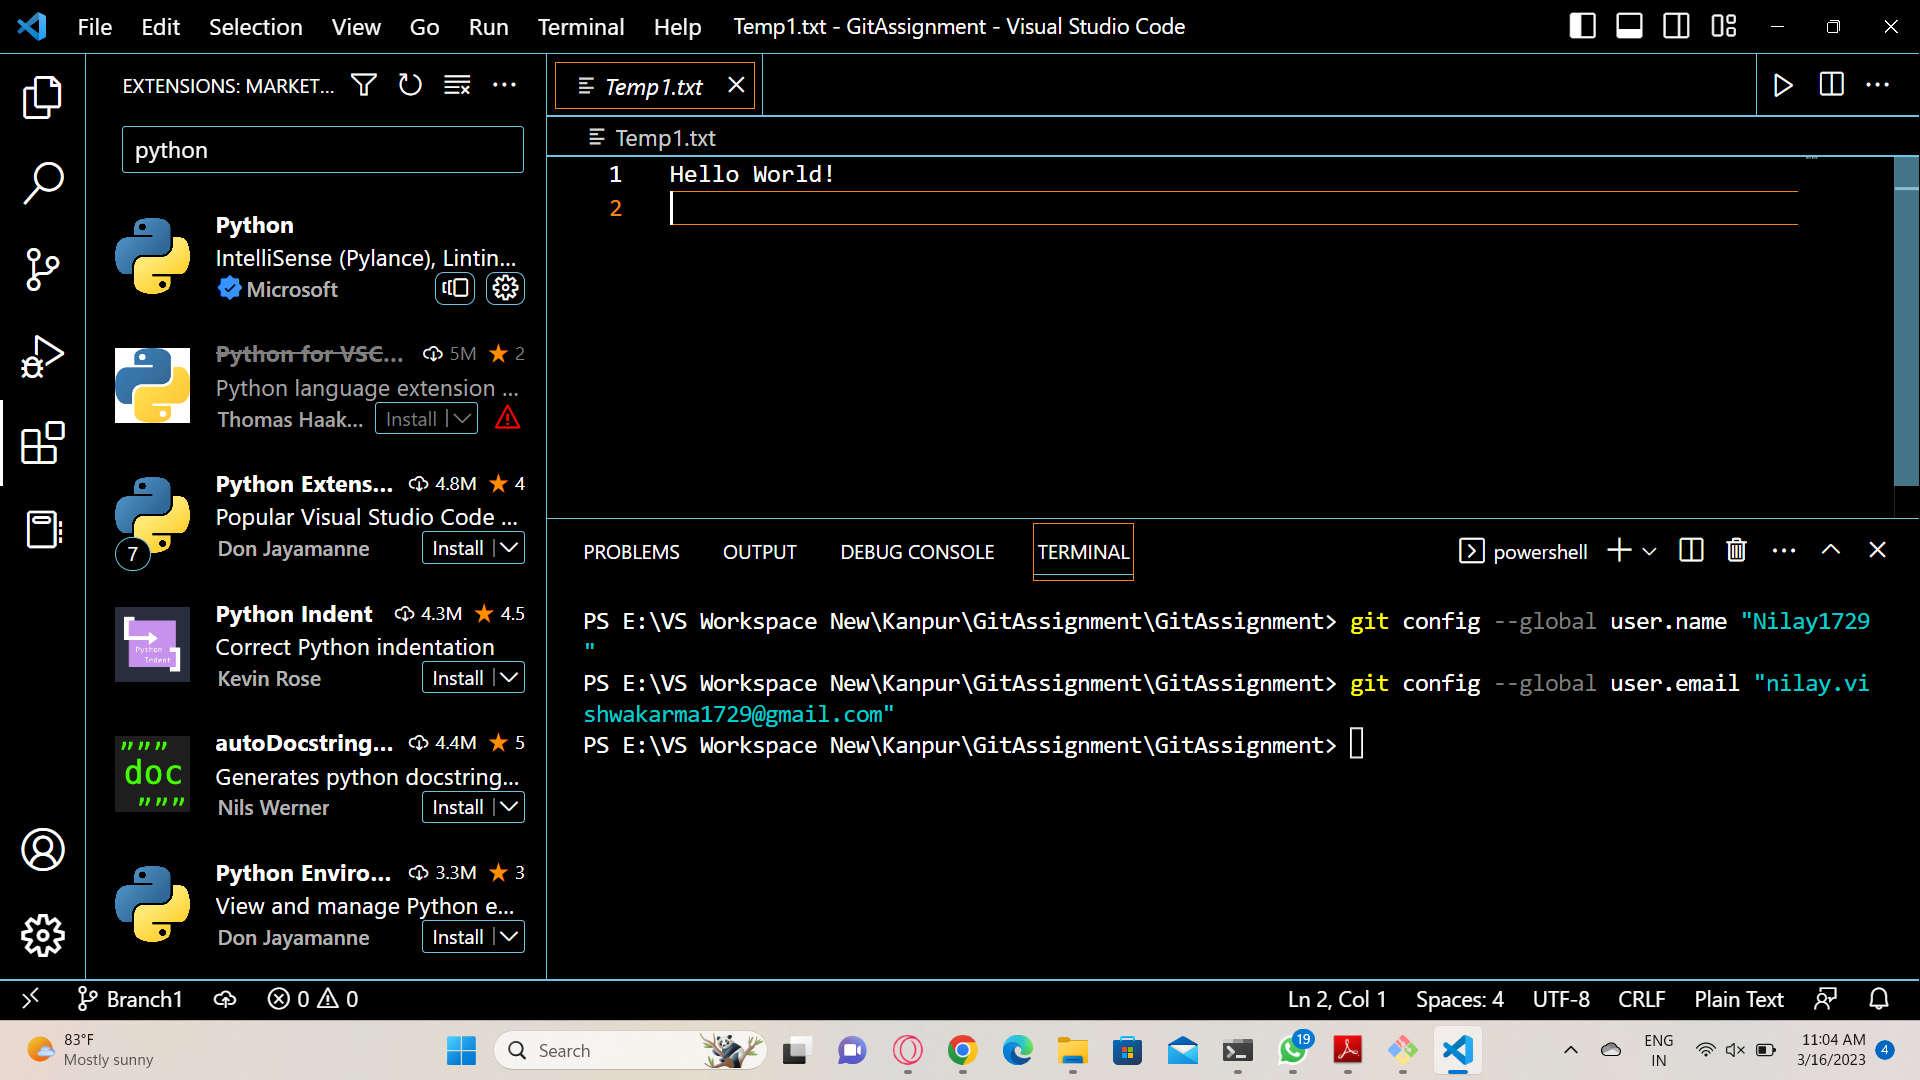 File Edit Selection View Go Run Terminal Help Temp1.txt - GitAssignment - Visual Studio Code
EXTENSIONS: MARKET...
python
Python
IntelliSense (Pylance), Lintin...
Microsoft
Python for VSC... 5M 2
Python language extension ...
Thomas Haak... Install
Python Extens... 4.8M 4
Popular Visual Studio Code ...
7 Don Jayamanne Install
Python Indent 4.3M 4.5
Correct Python indentation
Python Indent
Kevin Rose Install
autoDocstring... 4.4M 5
""" doc """
Generates python docstring...
Nils Werner Install
Python Enviro... 3.3M 3
View and manage Python e...
Don Jayamanne Install
Temp1.txt
Temp1.txt
1 Hello World!
2
PROBLEMS OUTPUT DEBUG CONSOLE TERMINAL powershell
PS E:\VS Workspace New\Kanpur\GitAssignment\GitAssignment> git config --global user.name "Nilay1729
"
PS E:\VS Workspace New\Kanpur\GitAssignment\GitAssignment> git config --global user.email "nilay.vi
shwakarma1729@gmail.com"
PS E:\VS Workspace New\Kanpur\GitAssignment\GitAssignment>
Branch1 0 0 Ln 2, Col 1 Spaces: 4 UTF-8 CRLF Plain Text
83°F
Mostly sunny
Search
19
ENG
IN
11:04 AM
3/16/2023
4